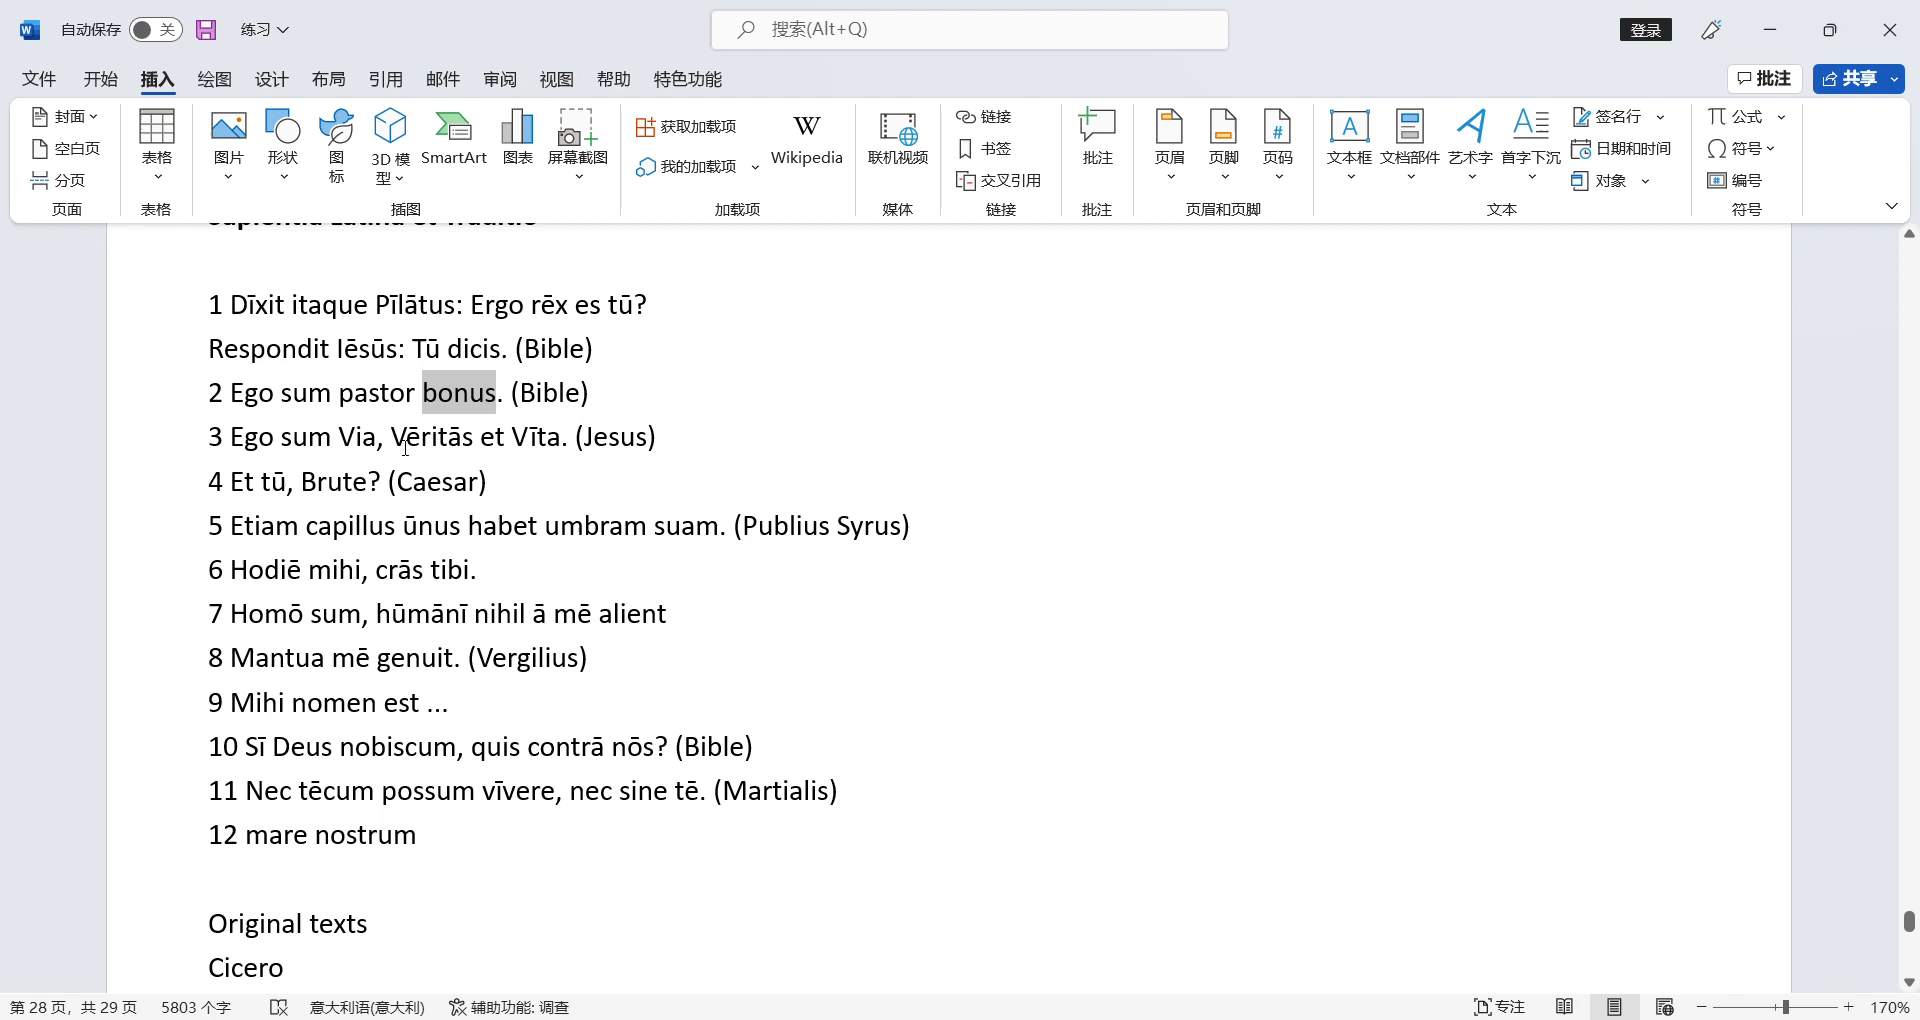 自动保存 关 练习 搜索(Alt+Q) 登录
文件 开始 插入 绘图 设计 布局 引用 邮件 审阅 视图 帮助 特色功能 批注 共享
封面
空白页
分页
页面
表格
表格
图片
形状
图标
3D 模型
SmartArt
图表
屏幕截图
插图
获取加载项
我的加载项
Wikipedia
加载项
联机视频
媒体
链接
书签
交叉引用
链接
批注
批注
页眉
页脚
页码
页眉和页脚
文本框
文档部件
艺术字
首字下沉
签名行
日期和时间
对象
文本
公式
符号
编号
符号
Sapientia Latina et Traditio
1 Dīxit itaque Pīlātus: Ergo rēx es tū?
Respondit Iēsūs: Tū dicis. (Bible)
2 Ego sum pastor bonus. (Bible)
3 Ego sum Via, Vēritās et Vīta. (Jesus)
4 Et tū, Brute? (Caesar)
5 Etiam capillus ūnus habet umbram suam. (Publius Syrus)
6 Hodiē mihi, crās tibi.
7 Homō sum, hūmānī nihil ā mē alient
8 Mantua mē genuit. (Vergilius)
9 Mihi nomen est ...
10 Sī Deus nobiscum, quis contrā nōs? (Bible)
11 Nec tēcum possum vīvere, nec sine tē. (Martialis)
12 mare nostrum
Original texts
Cicero
第 28 页，共 29 页 5803 个字 意大利语(意大利) 辅助功能: 调查 专注 170%